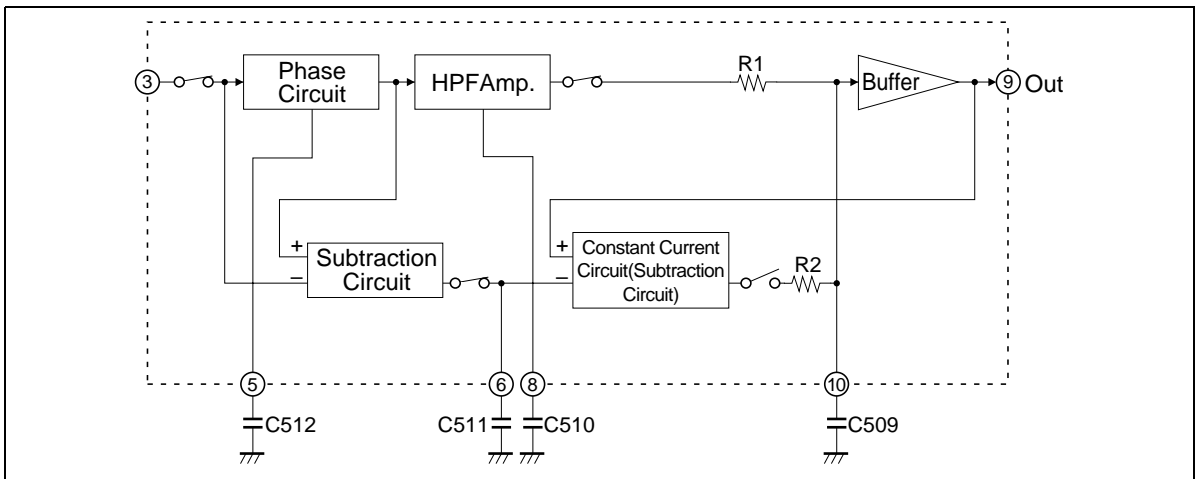 3
Phase
Circuit
HPFAmp.
R1
Buffer
9 Out
+
−
Subtraction
Circuit
+
−
Constant Current
Circuit(Subtraction
Circuit)
R2
5
6
8
10
C512
C511
C510
C509